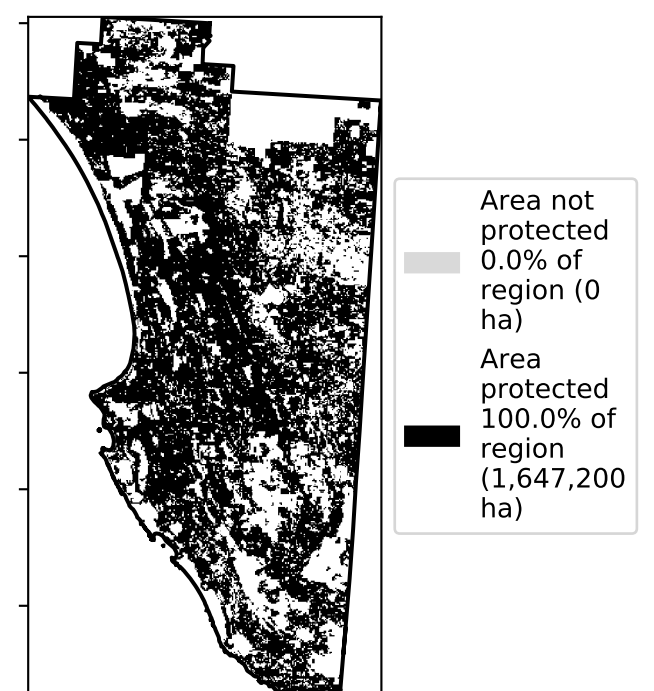 Area not
protected
0.0% of
region (0
ha)
Area
protected
100.0% of
region
(1,647,200
ha)